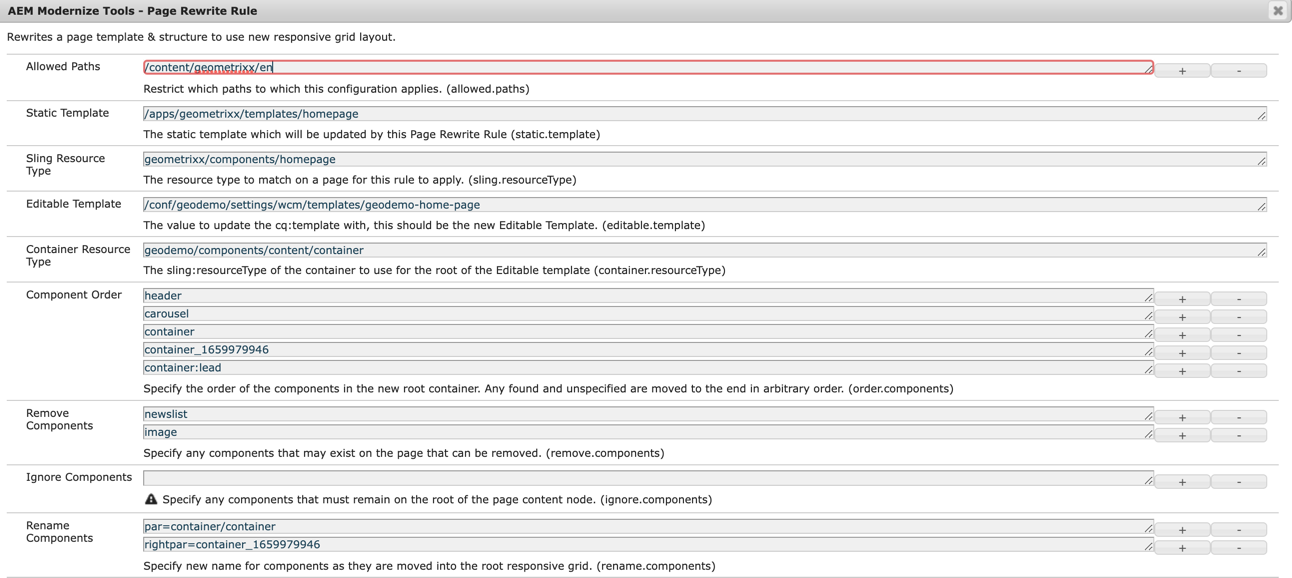 AEM Modernize Tools - Page Rewrite Rule
Rewrites a page template & structure to use new responsive grid layout.
Allowed Paths
/content/geometrixx/en
+ -
Restrict which paths to which this configuration applies. (allowed.paths)
Static Template
/apps/geometrixx/templates/homepage
The static template which will be updated by this Page Rewrite Rule (static.template)
Sling Resource
Type
geometrixx/components/homepage
The resource type to match on a page for this rule to apply. (sling.resourceType)
Editable Template
/conf/geodemo/settings/wcm/templates/geodemo-home-page
The value to update the cq:template with, this should be the new Editable Template. (editable.template)
Container Resource
Type
geodemo/components/content/container
The sling:resourceType of the container to use for the root of the Editable template (container.resourceType)
Component Order
header
+ -
carousel
+ -
container
+ -
container_1659979946
+ -
container:lead
+ -
Specify the order of the components in the new root container. Any found and unspecified are moved to the end in arbitrary order. (order.components)
Remove
Components
newslist
+ -
image
+ -
Specify any components that may exist on the page that can be removed. (remove.components)
Ignore Components
+ -
Specify any components that must remain on the root of the page content node. (ignore.components)
Rename
Components
par=container/container
+ -
rightpar=container_1659979946
+ -
Specify new name for components as they are moved into the root responsive grid. (rename.components)